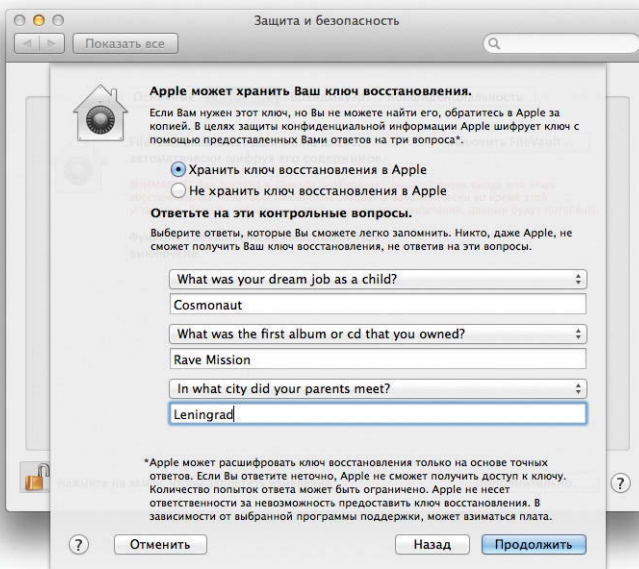 Защита и безопасность
Показать все
Apple может хранить Ваш ключ восстановления.
Если Вам нужен этот ключ, но Вы не можете найти его, обратитесь в Apple за
копией. В целях защиты конфиденциальной информации Apple шифрует ключ с
помощью предоставленных Вами ответов на три вопроса*.
Хранить ключ восстановления в Apple
Не хранить ключ восстановления в Apple
Ответьте на эти контрольные вопросы.
Выберите ответы, которые Вы сможете легко запомнить. Никто, даже Apple, не
сможет получить Ваш ключ восстановления, не ответив на эти вопросы.
What was your dream job as a child?
Cosmonaut
What was the first album or cd that you owned?
Rave Mission
In what city did your parents meet?
Leningrad
*Apple может расшифровать ключ восстановления только на основе точных
ответов. Если Вы ответите неточно, Apple не сможет получить доступ к ключу.
Количество попыток ответа может быть ограничено. Apple не несет
ответственности за невозможность предоставить ключ восстановления. В
зависимости от выбранной программы поддержки, может взиматься плата.
?
? Отменить Назад Продолжить